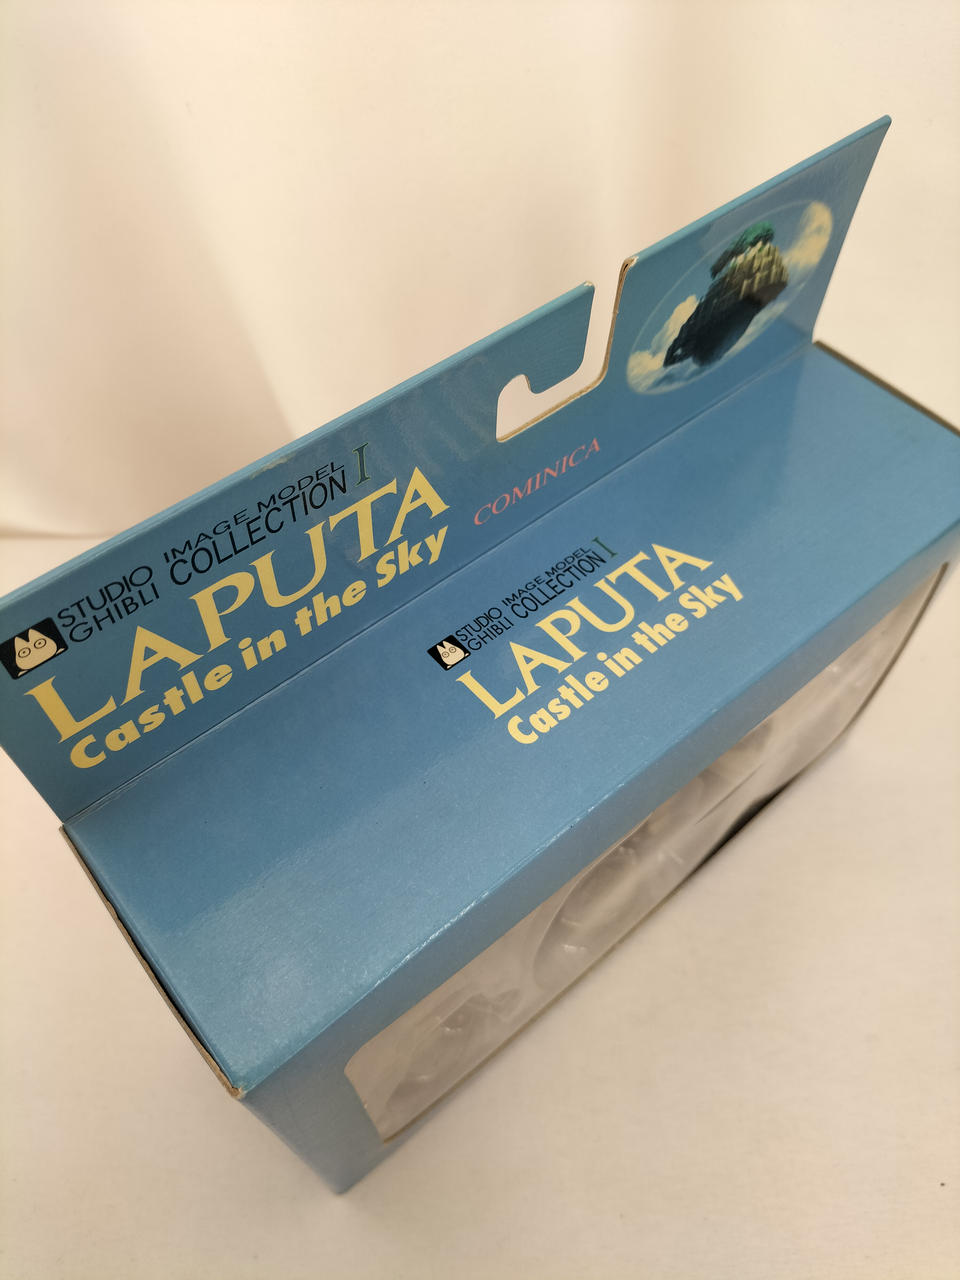 STUDIO GHIBLI IMAGE MODEL COLLECTION I
LAPUTA
Castle in the Sky
COMINICA
STUDIO GHIBLI IMAGE MODEL COLLECTION I
LAPUTA
Castle in the Sky